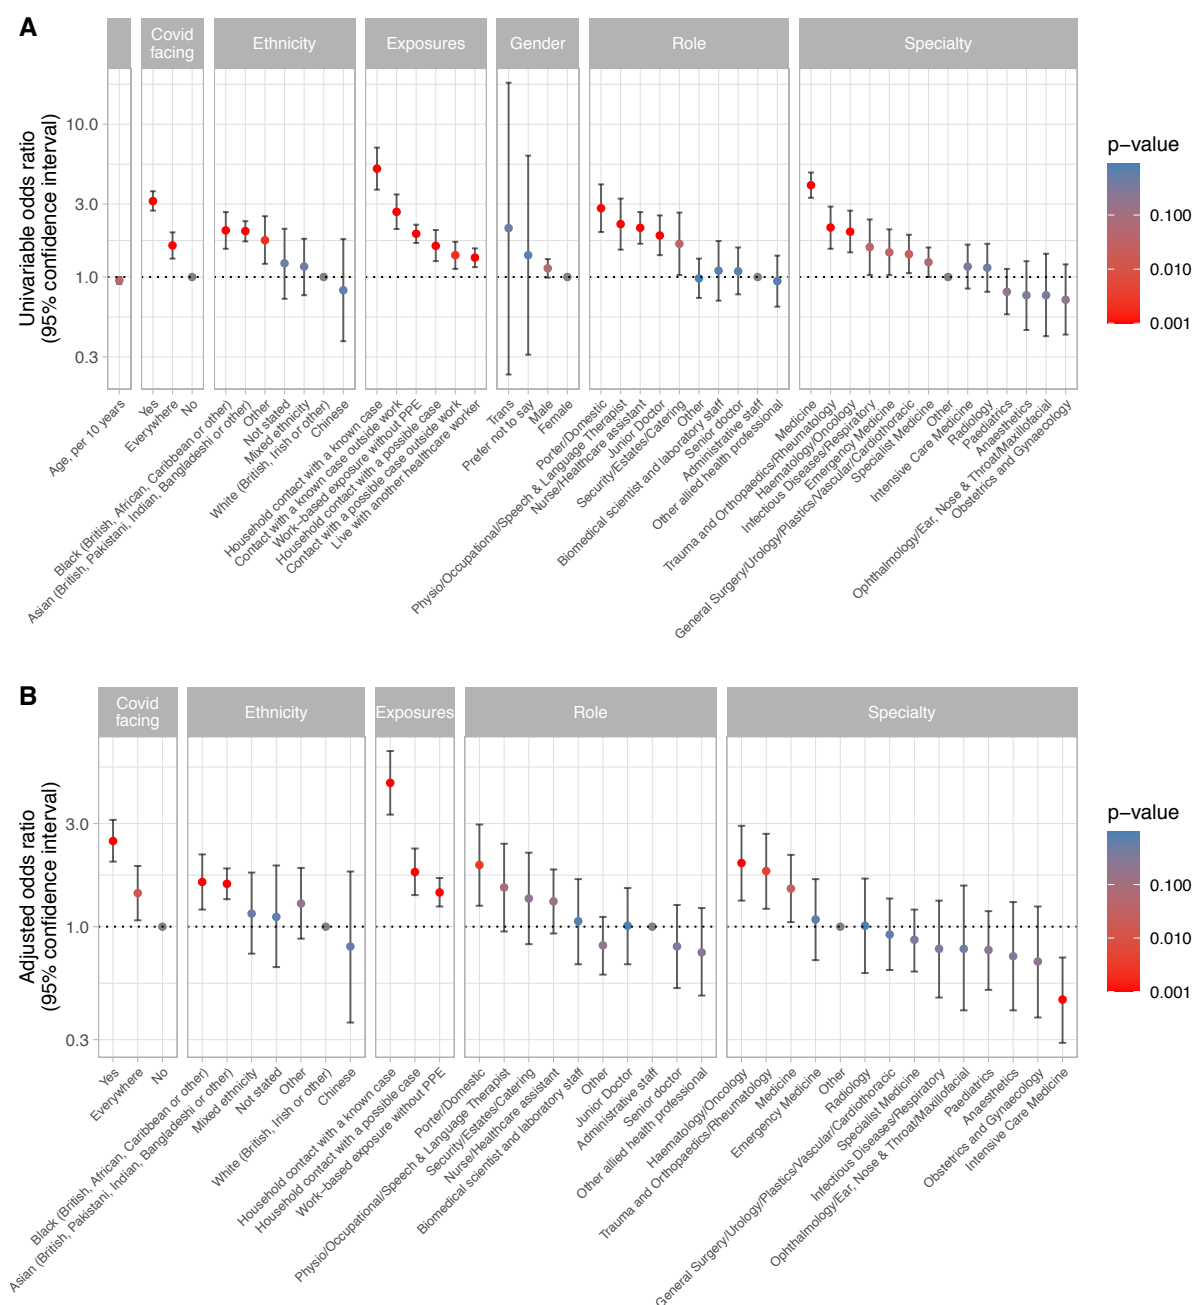 A
Covid
facing
Ethnicity
Exposures
Gender
Role
Specialty
Univariable odds ratio
(95% confidence interval)
10.0
3.0
1.0
0.3
Age, per 10 years
Yes
Everywhere
No
Black (British, African, Caribbean or other)
Asian (British, Pakistani, Indian, Bangladeshi or other)
Other
Not stated
Mixed ethnicity
White (British, Irish or other)
Chinese
Household contact with a known case
Contact with a known case outside work
Work−based exposure without PPE
Household contact with a possible case
Contact with a possible case outside work
Live with another healthcare worker
Trans
Prefer not to say
Male
Female
Porter/Domestic
Physio/Occupational/Speech & Language Therapist
Nurse/Healthcare assistant
Junior Doctor
Security/Estates/Catering
Other
Biomedical scientist and laboratory staff
Senior doctor
Administrative staff
Other allied health professional
Medicine
Trauma and Orthopaedics/Rheumatology
Haematology/Oncology
Infectious Diseases/Respiratory
Emergency Medicine
General Surgery/Urology/Plastics/Vascular/Cardiothoracic
Specialist Medicine
Other
Intensive Care Medicine
Radiology
Paediatrics
Anaesthetics
Ophthalmology/Ear, Nose & Throat/Maxillofacial
Obstetrics and Gynaecology
p−value
0.100
0.010
0.001
B
Covid
facing
Ethnicity
Exposures
Role
Specialty
Adjusted odds ratio
(95% confidence interval)
3.0
1.0
0.3
Yes
Everywhere
No
Black (British, African, Caribbean or other)
Asian (British, Pakistani, Indian, Bangladeshi or other)
Mixed ethnicity
Not stated
Other
White (British, Irish or other)
Chinese
Household contact with a known case
Household contact with a possible case
Work−based exposure without PPE
Porter/Domestic
Physio/Occupational/Speech & Language Therapist
Security/Estates/Catering
Nurse/Healthcare assistant
Biomedical scientist and laboratory staff
Other
Junior Doctor
Administrative staff
Senior doctor
Other allied health professional
Haematology/Oncology
Trauma and Orthopaedics/Rheumatology
Medicine
Emergency Medicine
Other
Radiology
General Surgery/Urology/Plastics/Vascular/Cardiothoracic
Specialist Medicine
Infectious Diseases/Respiratory
Ophthalmology/Ear, Nose & Throat/Maxillofacial
Paediatrics
Anaesthetics
Obstetrics and Gynaecology
Intensive Care Medicine
p−value
0.100
0.010
0.001